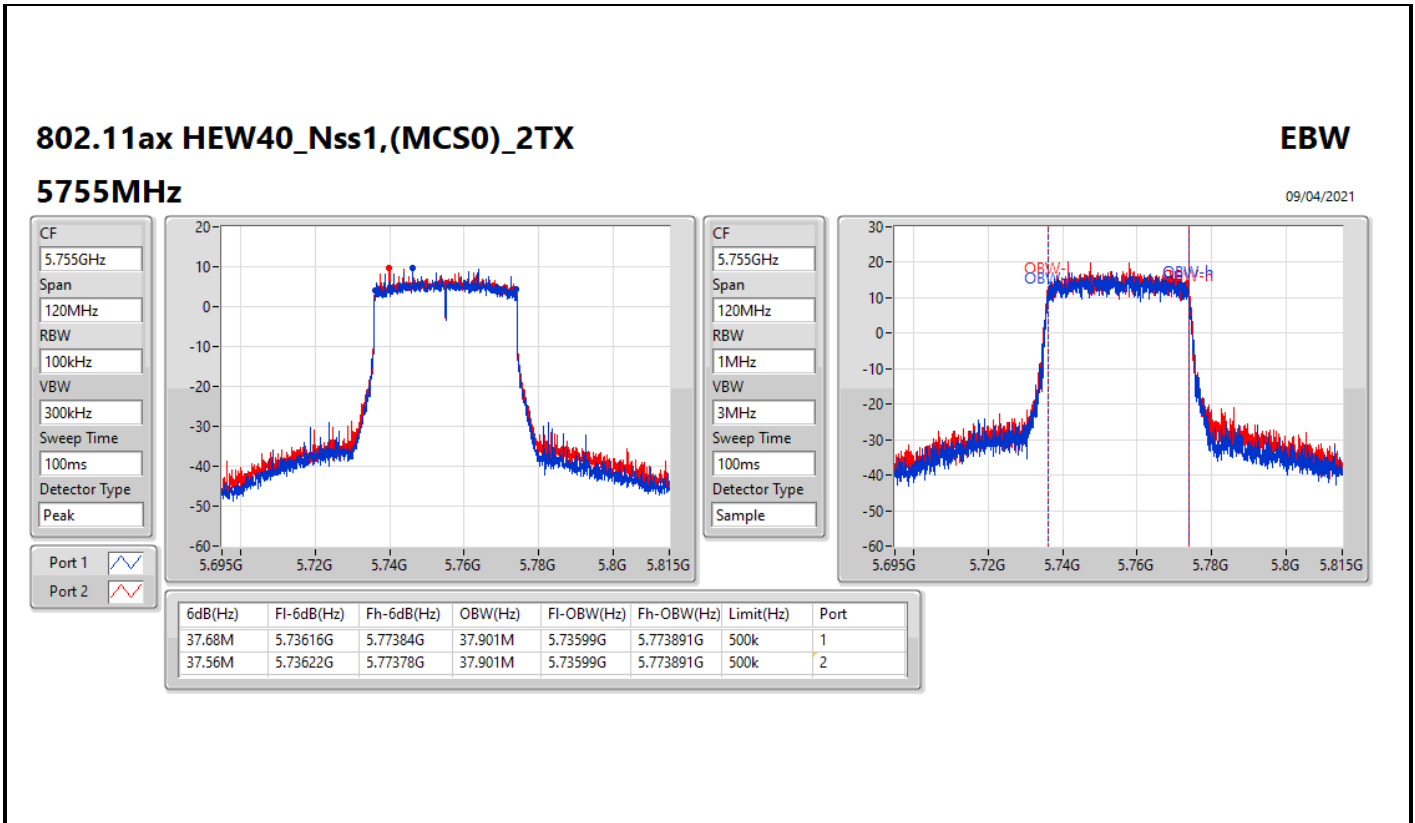 802.11ax HEW40_Nss1,(MCS0)_2TX EBW
5755MHz 09/04/2021
CF
5.755GHz
Span
120MHz
RBW
100kHz
VBW
300kHz
Sweep Time
100ms
Detector Type
Peak
Port 1
Port 2
20
10
0
-10
-20
-30
-40
-50
-60
5.695G 5.72G 5.74G 5.76G 5.78G 5.8G 5.815G
CF
5.755GHz
Span
120MHz
RBW
1MHz
VBW
3MHz
Sweep Time
100ms
Detector Type
Sample
30
20
10
0
-10
-20
-30
-40
-50
-60
OBW-l
OBW-h
5.695G 5.72G 5.74G 5.76G 5.78G 5.8G 5.815G
6dB(Hz) Fl-6dB(Hz) Fh-6dB(Hz) OBW(Hz) Fl-OBW(Hz) Fh-OBW(Hz) Limit(Hz) Port
37.68M 5.73616G 5.77384G 37.901M 5.73599G 5.773891G 500k 1
37.56M 5.73622G 5.77378G 37.901M 5.73599G 5.773891G 500k 2